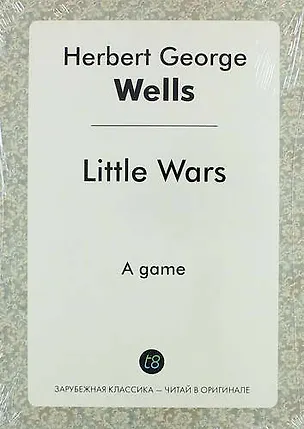 Herbert George
Wells
Little Wars
A game
t8
ЗАРУБЕЖНАЯ КЛАССИКА — ЧИТАЙ В ОРИГИНАЛЕ